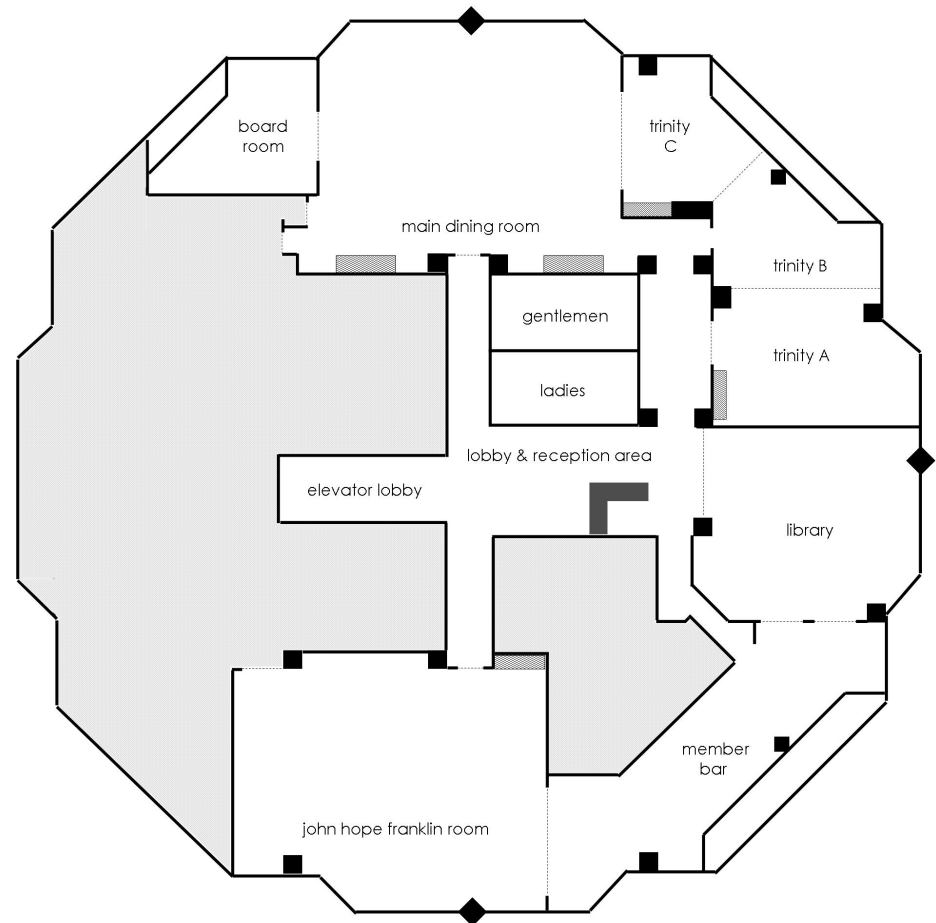 board
room
trinity
C
main dining room
trinity B
gentlemen
trinity A
ladies
lobby & reception area
elevator lobby
library
member
bar
john hope franklin room